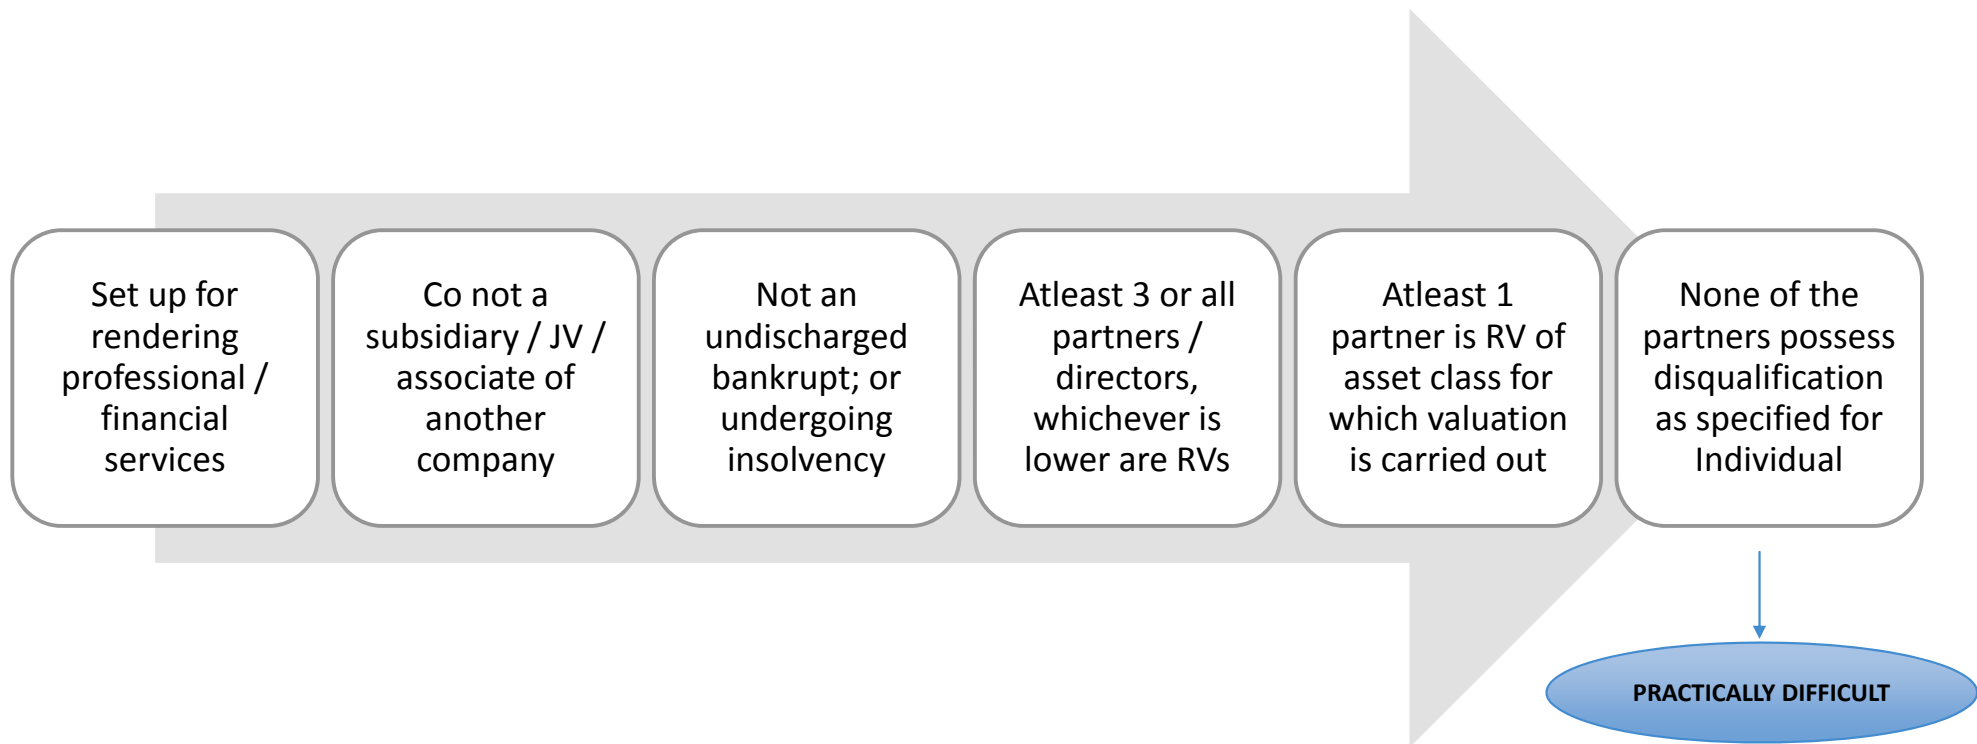 Set up for
rendering
professional /
financial
services
Co not a
subsidiary / JV /
associate of
another
company
Not an
undischarged
bankrupt; or
undergoing
insolvency
Atleast 3 or all
partners /
directors,
whichever is
lower are RVs
Atleast 1
partner is RV of
asset class for
which valuation
is carried out
None of the
partners possess
disqualification
as specified for
Individual
PRACTICALLY DIFFICULT